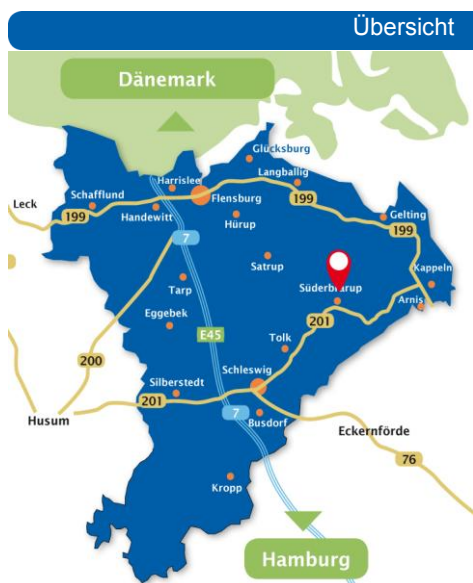 Übersicht
Dänemark
Glücksburg
Harrislee
Langballig
Schafflund
Flensburg
Leck
199
Handewitt
199
Hürup
Gelting
199
7
Satrup
Kappeln
Tarp
Süderbrarup
Arnis
Eggebek
201
E45
Tolk
200
Schleswig
Silberstedt
201
7
Husum
Busdorf
Eckernförde
76
Kropp
Hamburg